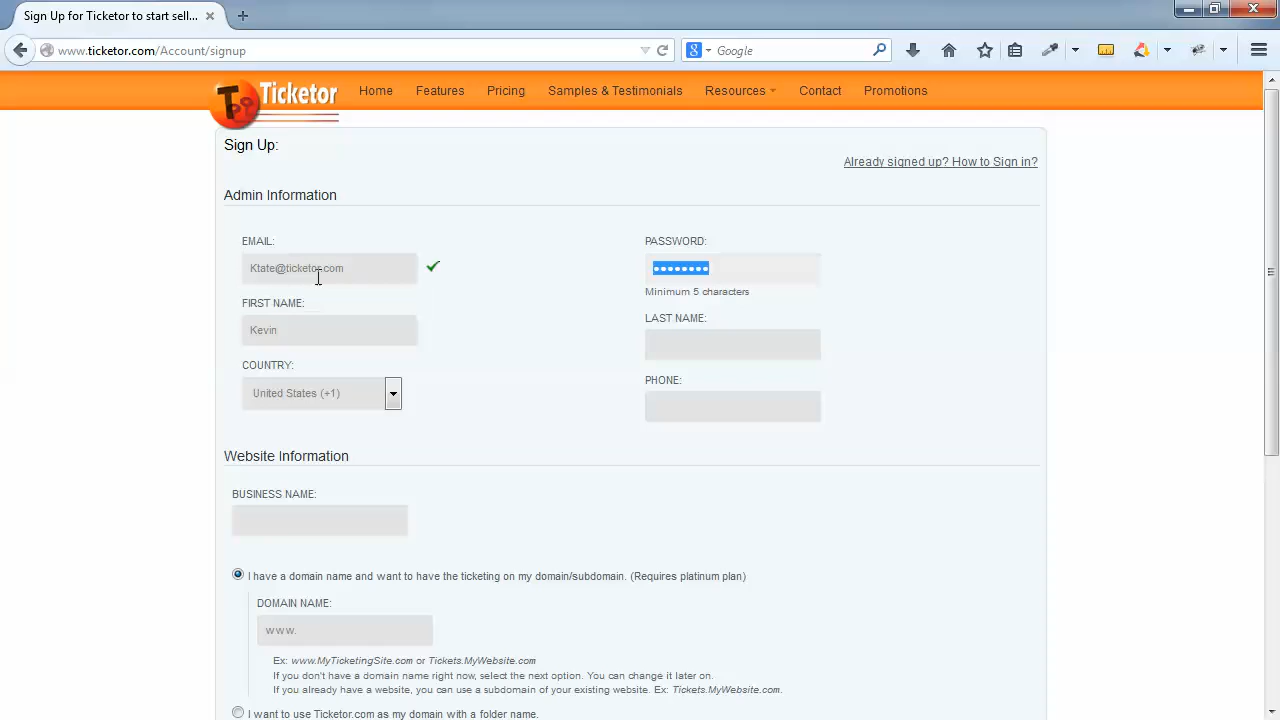 Sign Up for Ticketor to start sell...
www.ticketor.com/Account/signup
Google
Ticketor
Home
Features
Pricing
Samples & Testimonials
Resources
Contact
Promotions
Sign Up:
Already signed up? How to Sign in?
Admin Information
EMAIL:
PASSWORD:
Ktate@ticketor.com
Minimum 5 characters
FIRST NAME:
LAST NAME:
Kevin
COUNTRY:
PHONE:
United States (+1)
Website Information
BUSINESS NAME:
I have a domain name and want to have the ticketing on my domain/subdomain. (Requires platinum plan)
DOMAIN NAME:
www.
Ex: www.MyTicketingSite.com or Tickets.MyWebsite.com
If you don't have a domain name right now, select the next option. You can change it later on.
If you already have a website, you can use a subdomain of your existing website. Ex: Tickets.MyWebsite.com.
I want to use Ticketor.com as my domain with a folder name.